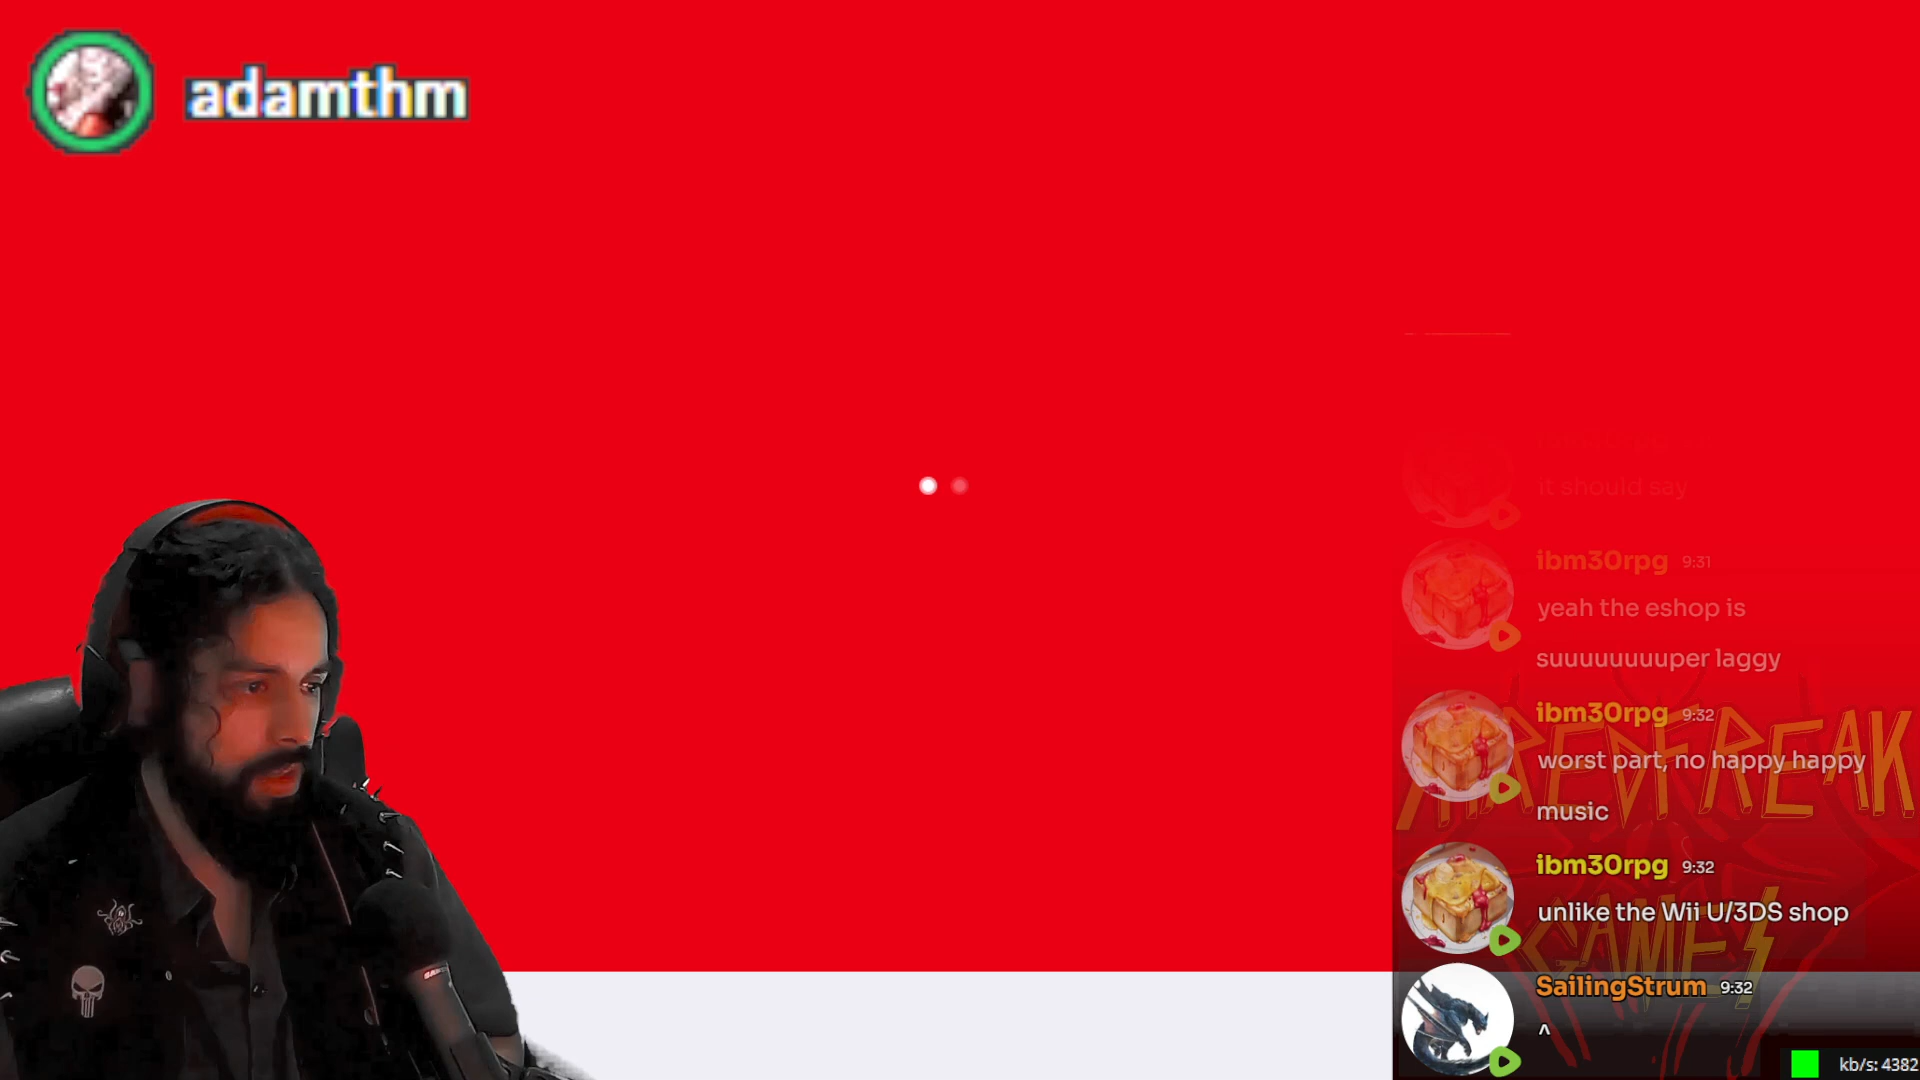 adamthm
it should say
ibm30rpg 9:31
yeah the eshop is
suuuuuuuuper laggy
ibm30rpg 9:32
worst part, no happy happy
music
ibm30rpg 9:32
unlike the Wii U/3DS shop
SailingStrum 9:32
^
GAMES
kb/s: 4382